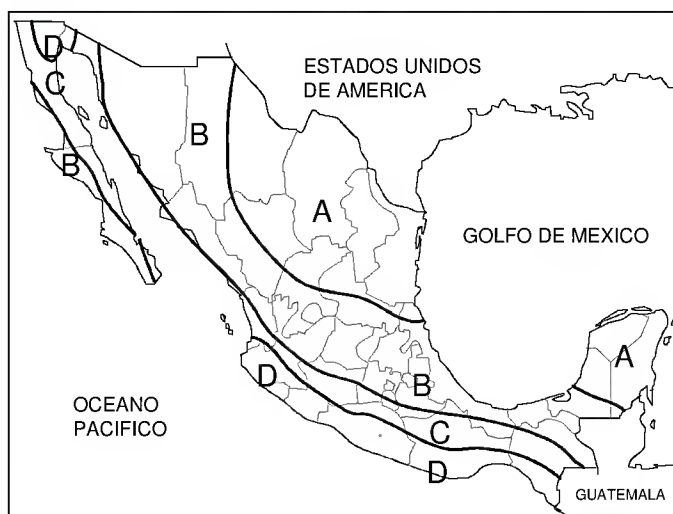 D
C
B
B
A
ESTADOS UNIDOS
DE AMERICA
GOLFO DE MEXICO
A
D
B
C
D
OCEANO
PACIFICO
GUATEMALA